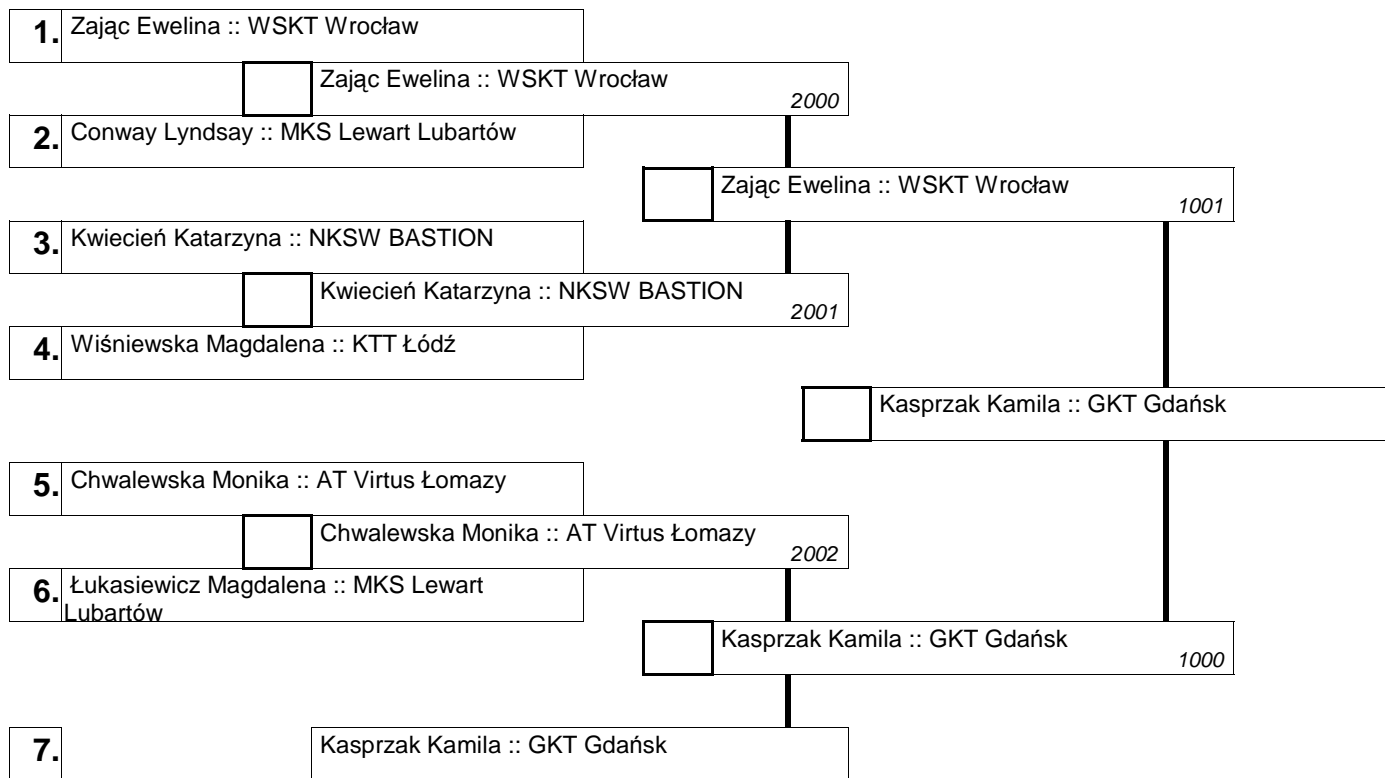 1. Zając Ewelina :: WSKT Wrocław
Zając Ewelina :: WSKT Wrocław
2000
2. Conway Lyndsay :: MKS Lewart Lubartów
Zając Ewelina :: WSKT Wrocław
1001
3. Kwiecień Katarzyna :: NKSW BASTION
Kwiecień Katarzyna :: NKSW BASTION
2001
4. Wiśniewska Magdalena :: KTT Łódź
Kasprzak Kamila :: GKT Gdańsk
5. Chwalewska Monika :: AT Virtus Łomazy
Chwalewska Monika :: AT Virtus Łomazy
2002
6. Łukasiewicz Magdalena :: MKS Lewart
Lubartów
Kasprzak Kamila :: GKT Gdańsk
1000
7. Kasprzak Kamila :: GKT Gdańsk